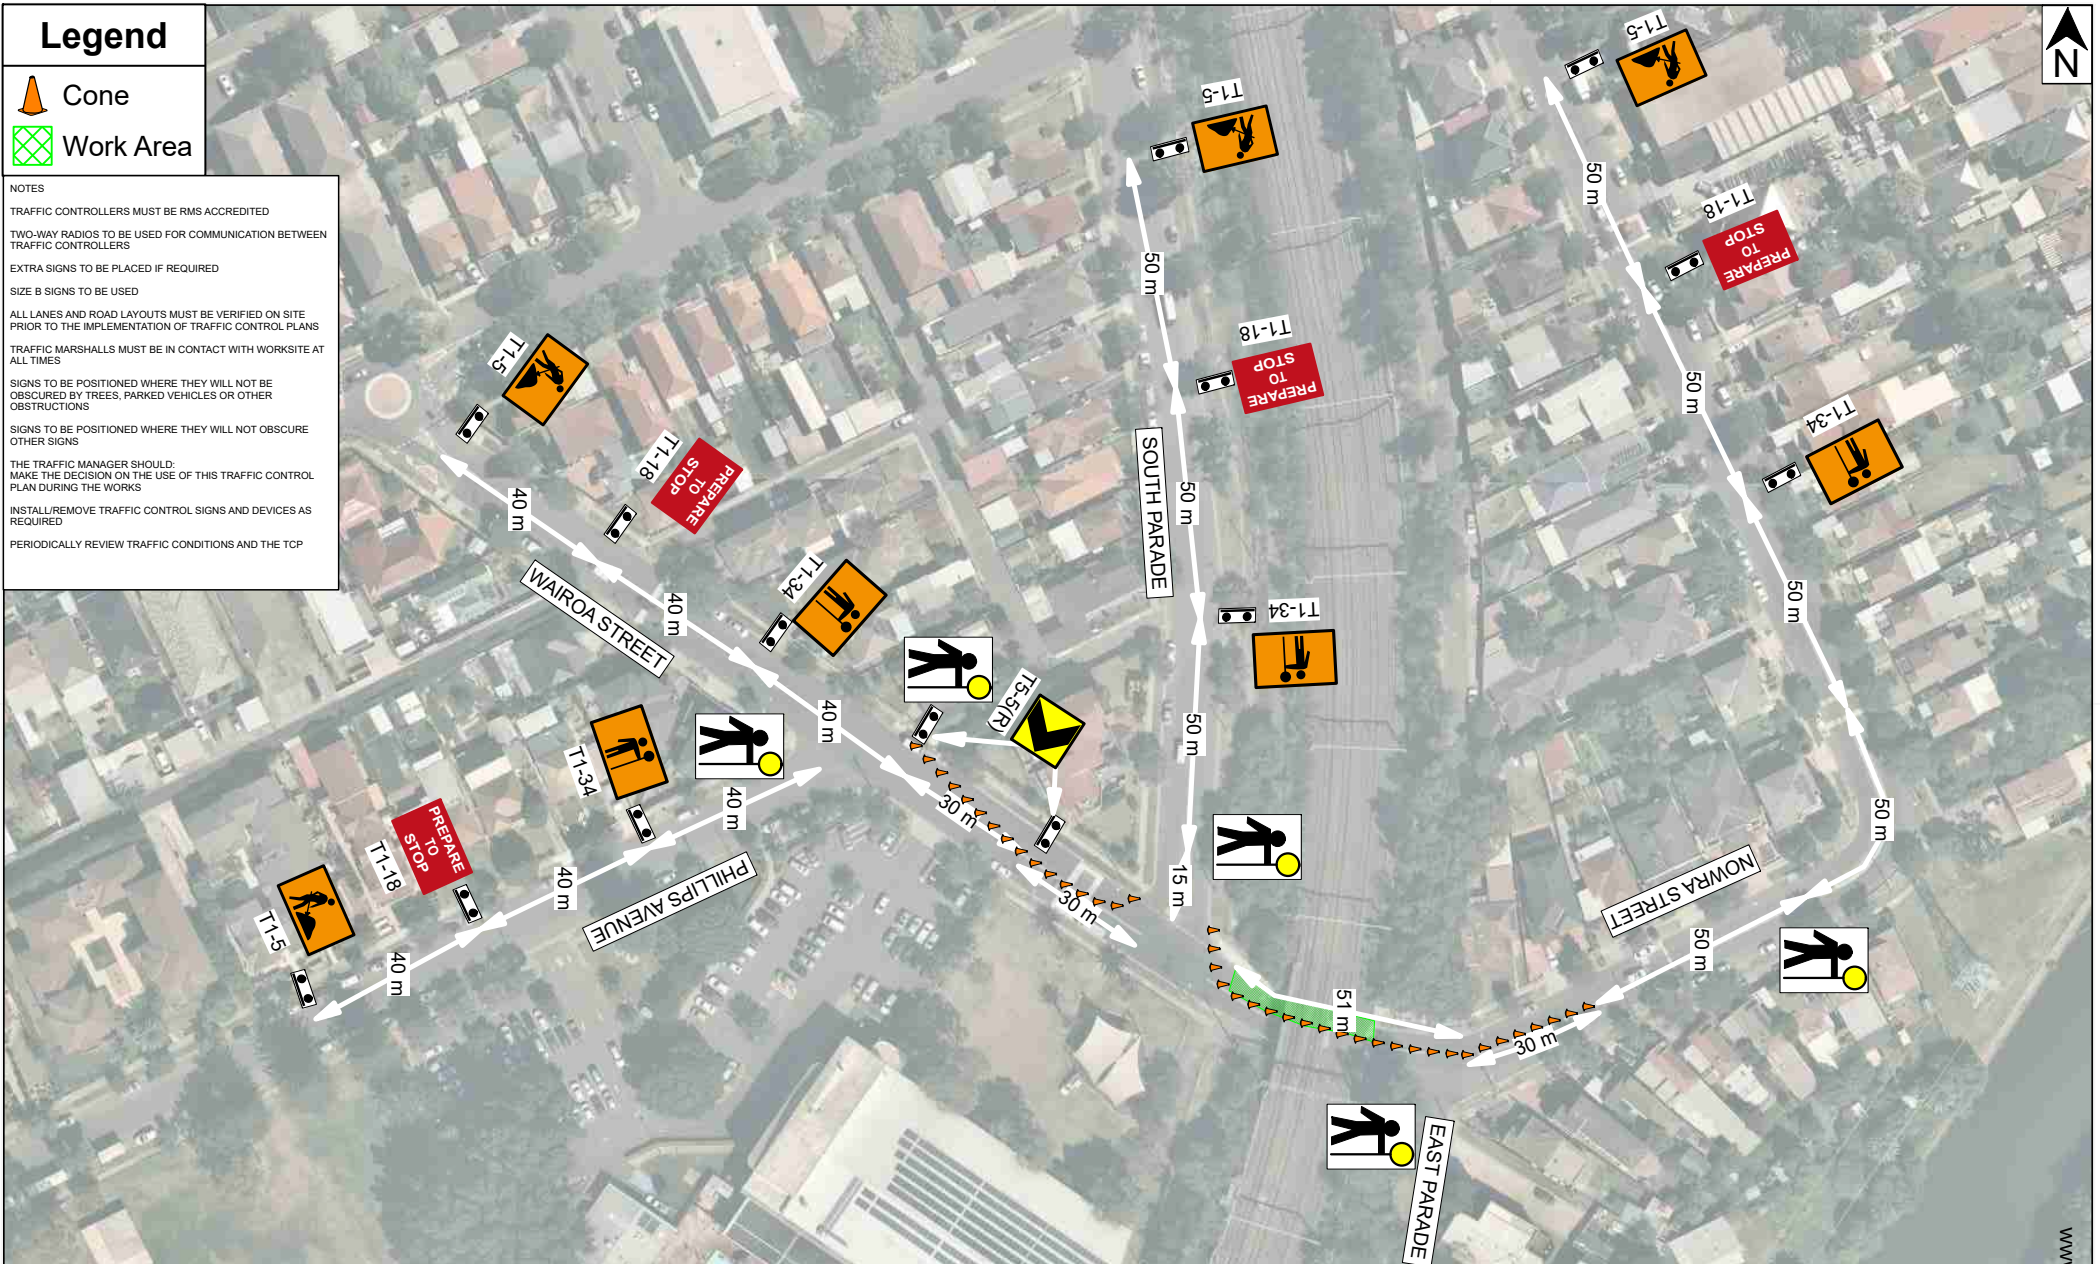 Legend
Cone
Work Area
NOTES
TRAFFIC CONTROLLERS MUST BE RMS ACCREDITED
TWO-WAY RADIOS TO BE USED FOR COMMUNICATION BETWEEN
TRAFFIC CONTROLLERS
EXTRA SIGNS TO BE PLACED IF REQUIRED
SIZE B SIGNS TO BE USED
ALL LANES AND ROAD LAYOUTS MUST BE VERIFIED ON SITE
PRIOR TO THE IMPLEMENTATION OF TRAFFIC CONTROL PLANS
TRAFFIC MARSHALLS MUST BE IN CONTACT WITH WORKSITE AT
ALL TIMES
SIGNS TO BE POSITIONED WHERE THEY WILL NOT BE
OBSCURED BY TREES, PARKED VEHICLES OR OTHER
OBSTRUCTIONS
SIGNS TO BE POSITIONED WHERE THEY WILL NOT OBSCURE
OTHER SIGNS
THE TRAFFIC MANAGER SHOULD:
MAKE THE DECISION ON THE USE OF THIS TRAFFIC CONTROL
PLAN DURING THE WORKS
INSTALL/REMOVE TRAFFIC CONTROL SIGNS AND DEVICES AS
REQUIRED
PERIODICALLY REVIEW TRAFFIC CONDITIONS AND THE TCP
N
T1-5
50 m
T1-18
PREPARE
TO
STOP
50 m
T1-34
50 m
50 m
NOWRA STREET
50 m
30 m
T1-5
50 m
T1-18
PREPARE
TO
STOP
SOUTH PARADE
50 m
T1-34
50 m
15 m
51 m
T1-5
40 m
T1-18
PREPARE
TO
STOP
WAIROA STREET
40 m
T1-34
40 m
T5-5(R)
30 m
30 m
T1-34
40 m
T1-18
PREPARE
TO
STOP
40 m
PHILLIPS AVENUE
T1-5
40 m
EAST PARADE
www